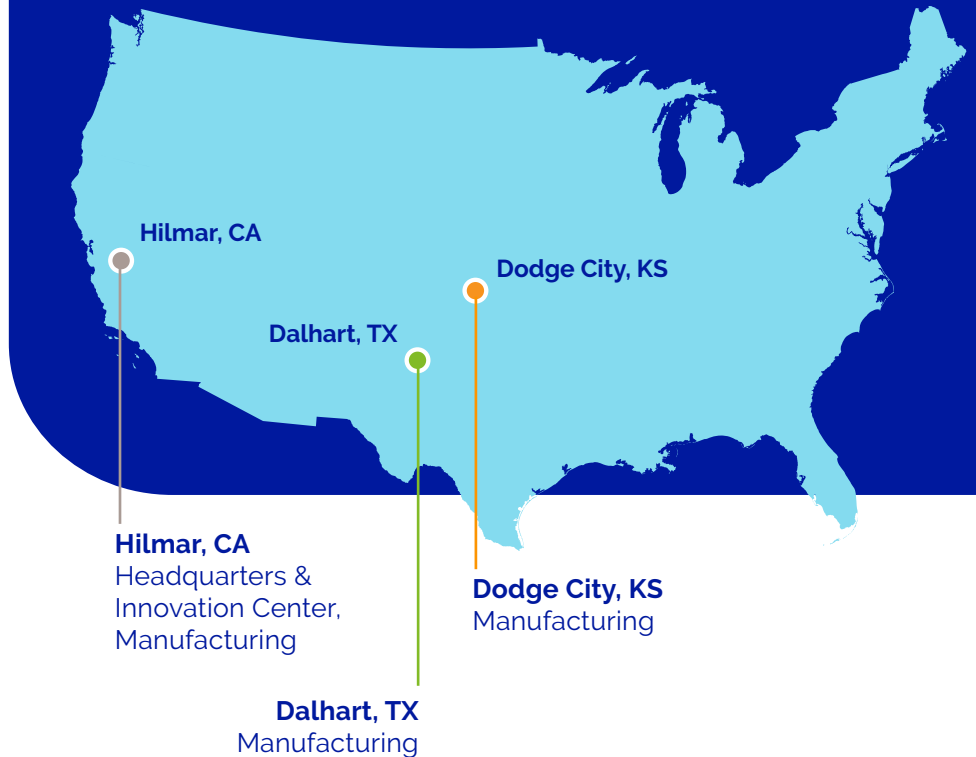 Hilmar, CA
Dodge City, KS
Dalhart, TX
Hilmar, CA
Headquarters &
Innovation Center,
Manufacturing
Dodge City, KS
Manufacturing
Dalhart, TX
Manufacturing